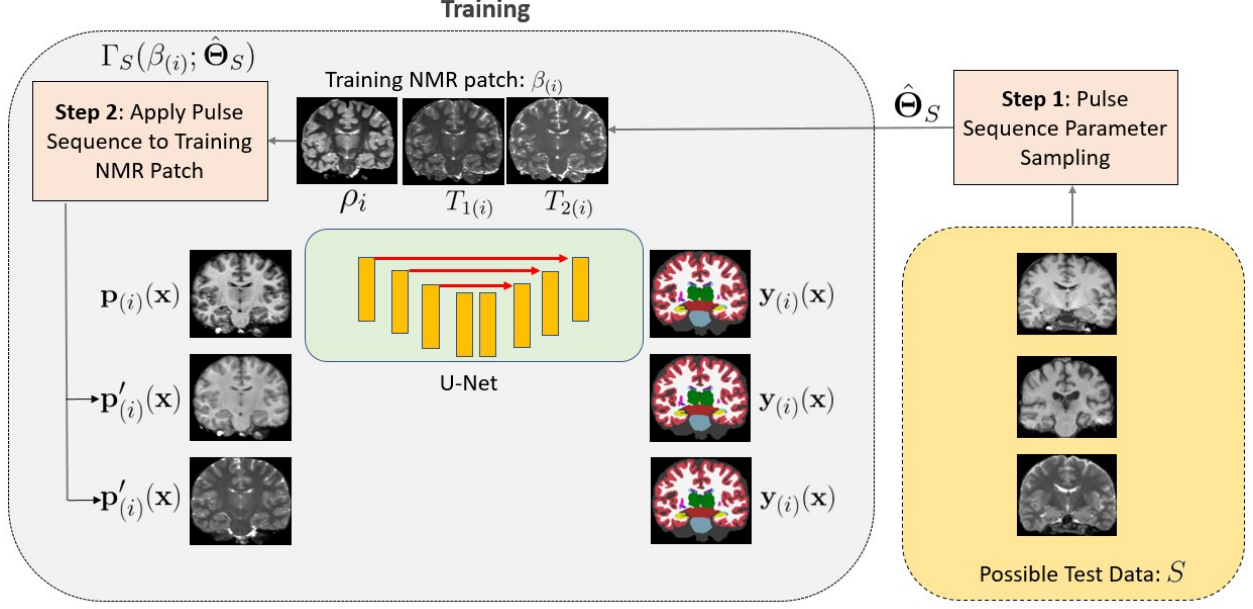 Training
Γ_S(β_(i); Θ̂_S)
Step 2: Apply Pulse
Sequence to Training
NMR Patch
Training NMR patch: β_(i)
ρ_i
T_1(i)
T_2(i)
Θ̂_S
Step 1: Pulse
Sequence Parameter
Sampling
p_(i)(x)
y_(i)(x)
U-Net
p′_(i)(x)
y_(i)(x)
p′_(i)(x)
y_(i)(x)
Possible Test Data: S